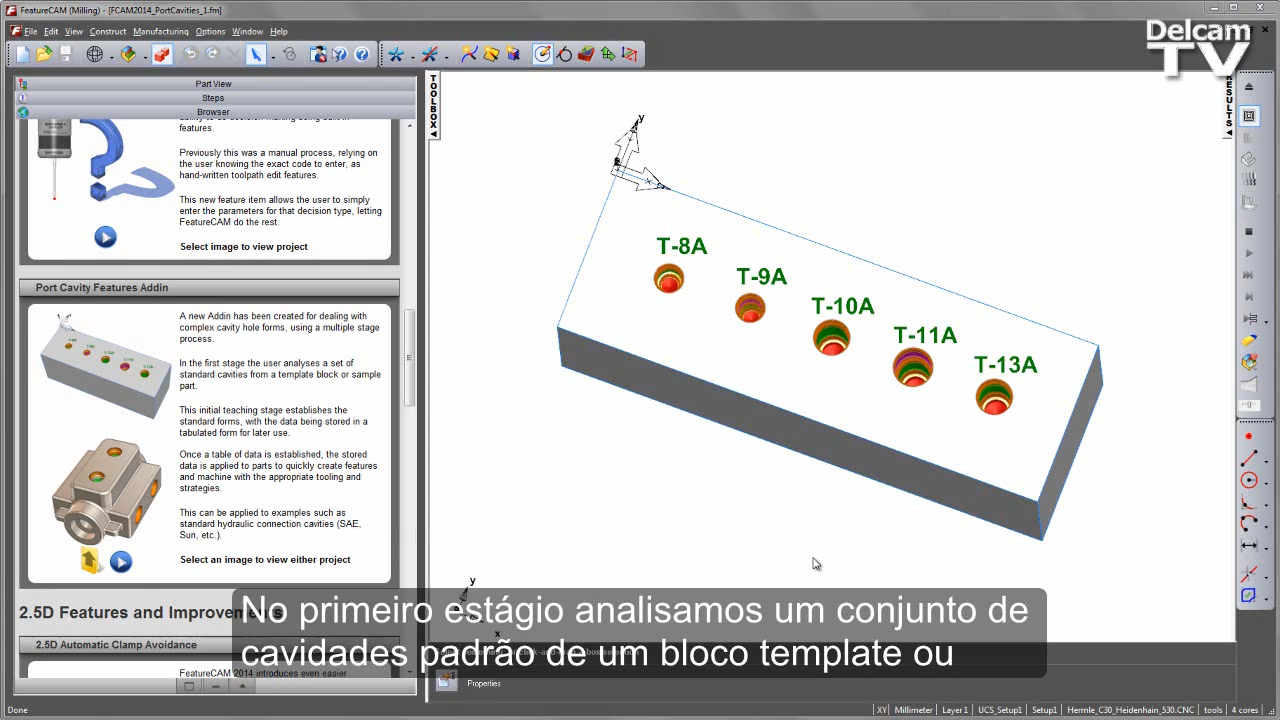 FeatureCAM (Milling) - [FCAM2014_PortCavities_1.fm]
File Edit View Construct Manufacturing Options Window Help
Delcam
TV
Part View
Steps
Browser
features.
Previously this was a manual process, relying on
the user knowing the exact code to enter, as
hand-written toolpath edit features.
This new feature item allows the user to simply
enter the parameters for that decision type, letting
FeatureCAM do the rest.
Select image to view project
Port Cavity Features Addin
A new Addin has been created for dealing with
complex cavity hole forms, using a multiple stage
process.
In the first stage the user analyses a set of
standard cavities from a template block or sample
part.
This initial teaching stage establishes the
standard forms, with the data being stored in a
tabulated form for later use.
Once a table of data is established, the stored
data is applied to parts to quickly create features
and machine with the appropriate tooling and
strategies.
This can be applied to examples such as
standard hydraulic connection cavities (SAE,
Sun, etc.).
Select an image to view either project
2.5D Features and Improvements
2.5D Automatic Clamp Avoidance
FeatureCAM 2014 introduces even easier
TOOLBOX
RESULTS
y
T-8A
T-9A
T-10A
T-11A
T-13A
y
x
No primeiro estágio analisamos um conjunto de
cavidades padrão de um bloco template ou
Properties
Done
XY Millimeter Layer1 UCS_Setup1 Setup1 Hermle_C30_Heidenhain_530.CNC tools 4 cores